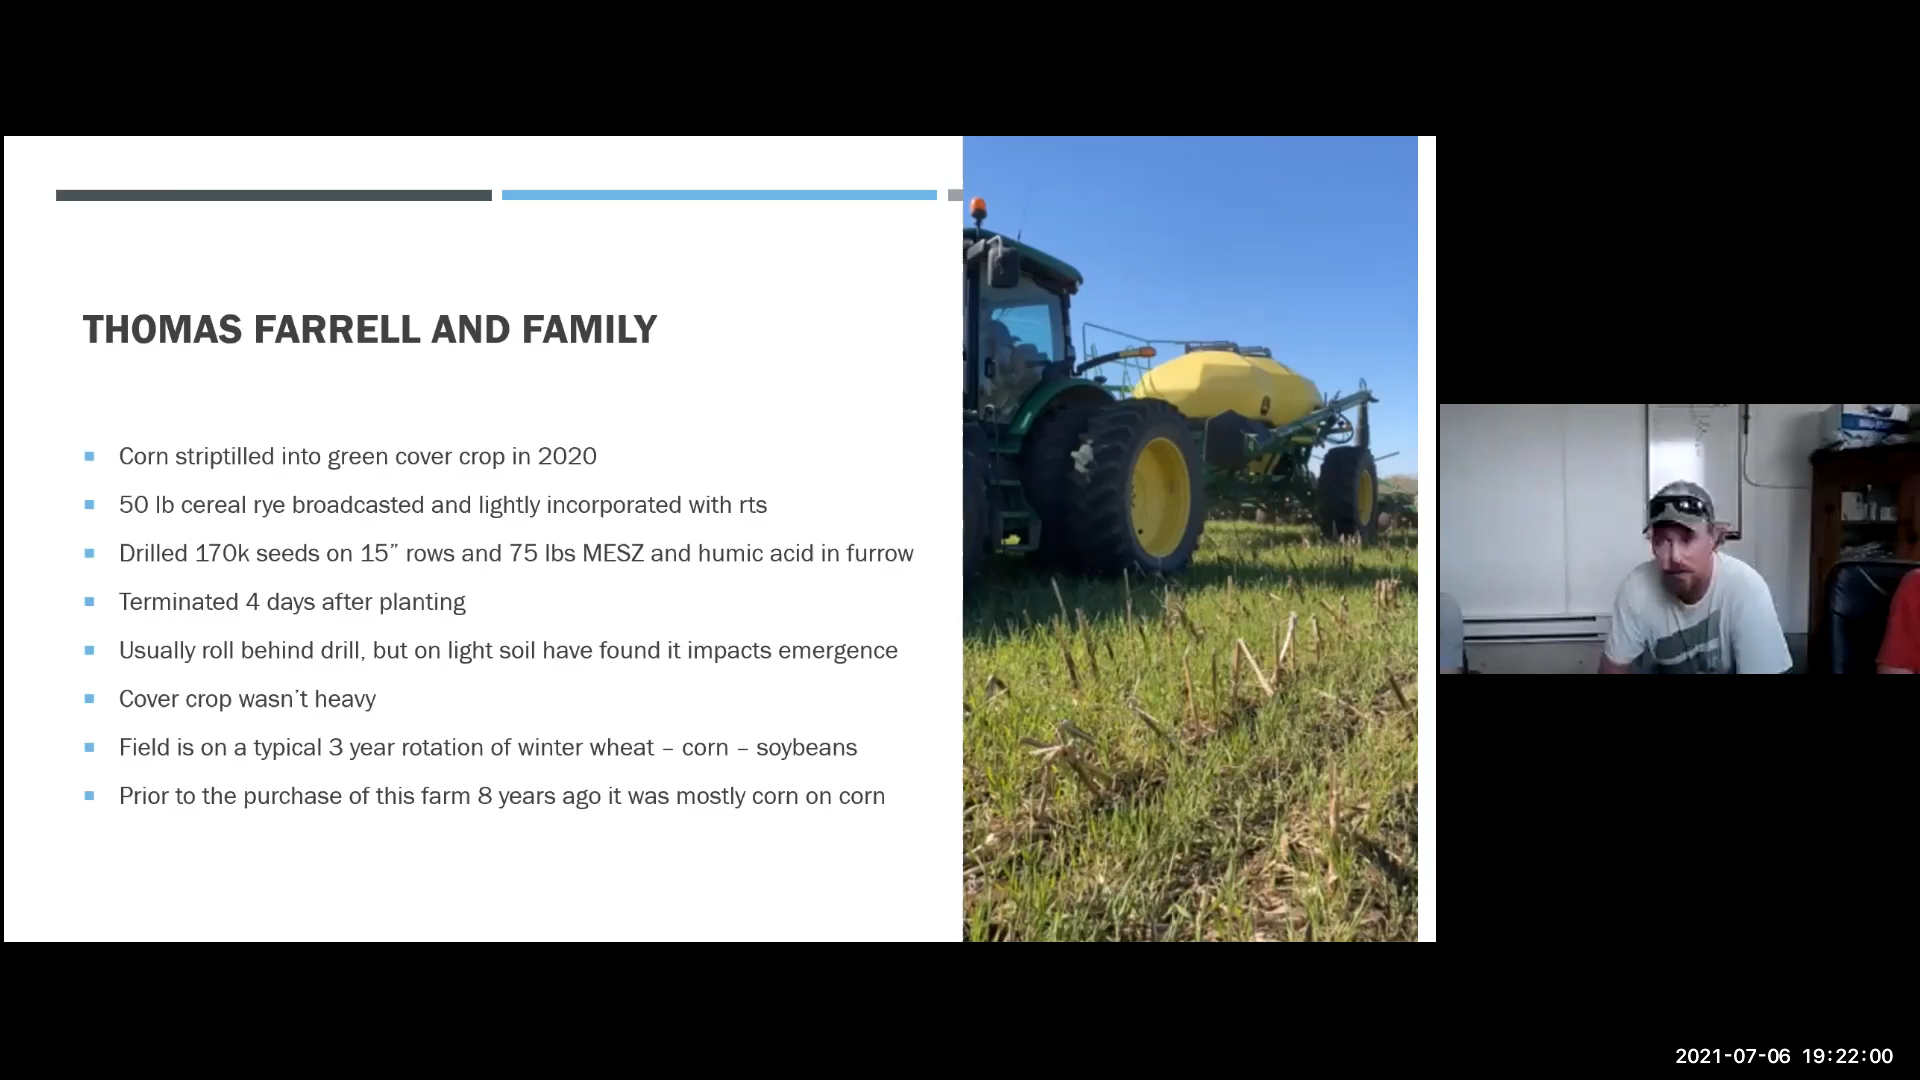 THOMAS FARRELL AND FAMILY
Corn striptilled into green cover crop in 2020
50 lb cereal rye broadcasted and lightly incorporated with rts
Drilled 170k seeds on 15” rows and 75 lbs MESZ and humic acid in furrow
Terminated 4 days after planting
Usually roll behind drill, but on light soil have found it impacts emergence
Cover crop wasn’t heavy
Field is on a typical 3 year rotation of winter wheat – corn – soybeans
Prior to the purchase of this farm 8 years ago it was mostly corn on corn
2021-07-06 19:22:00